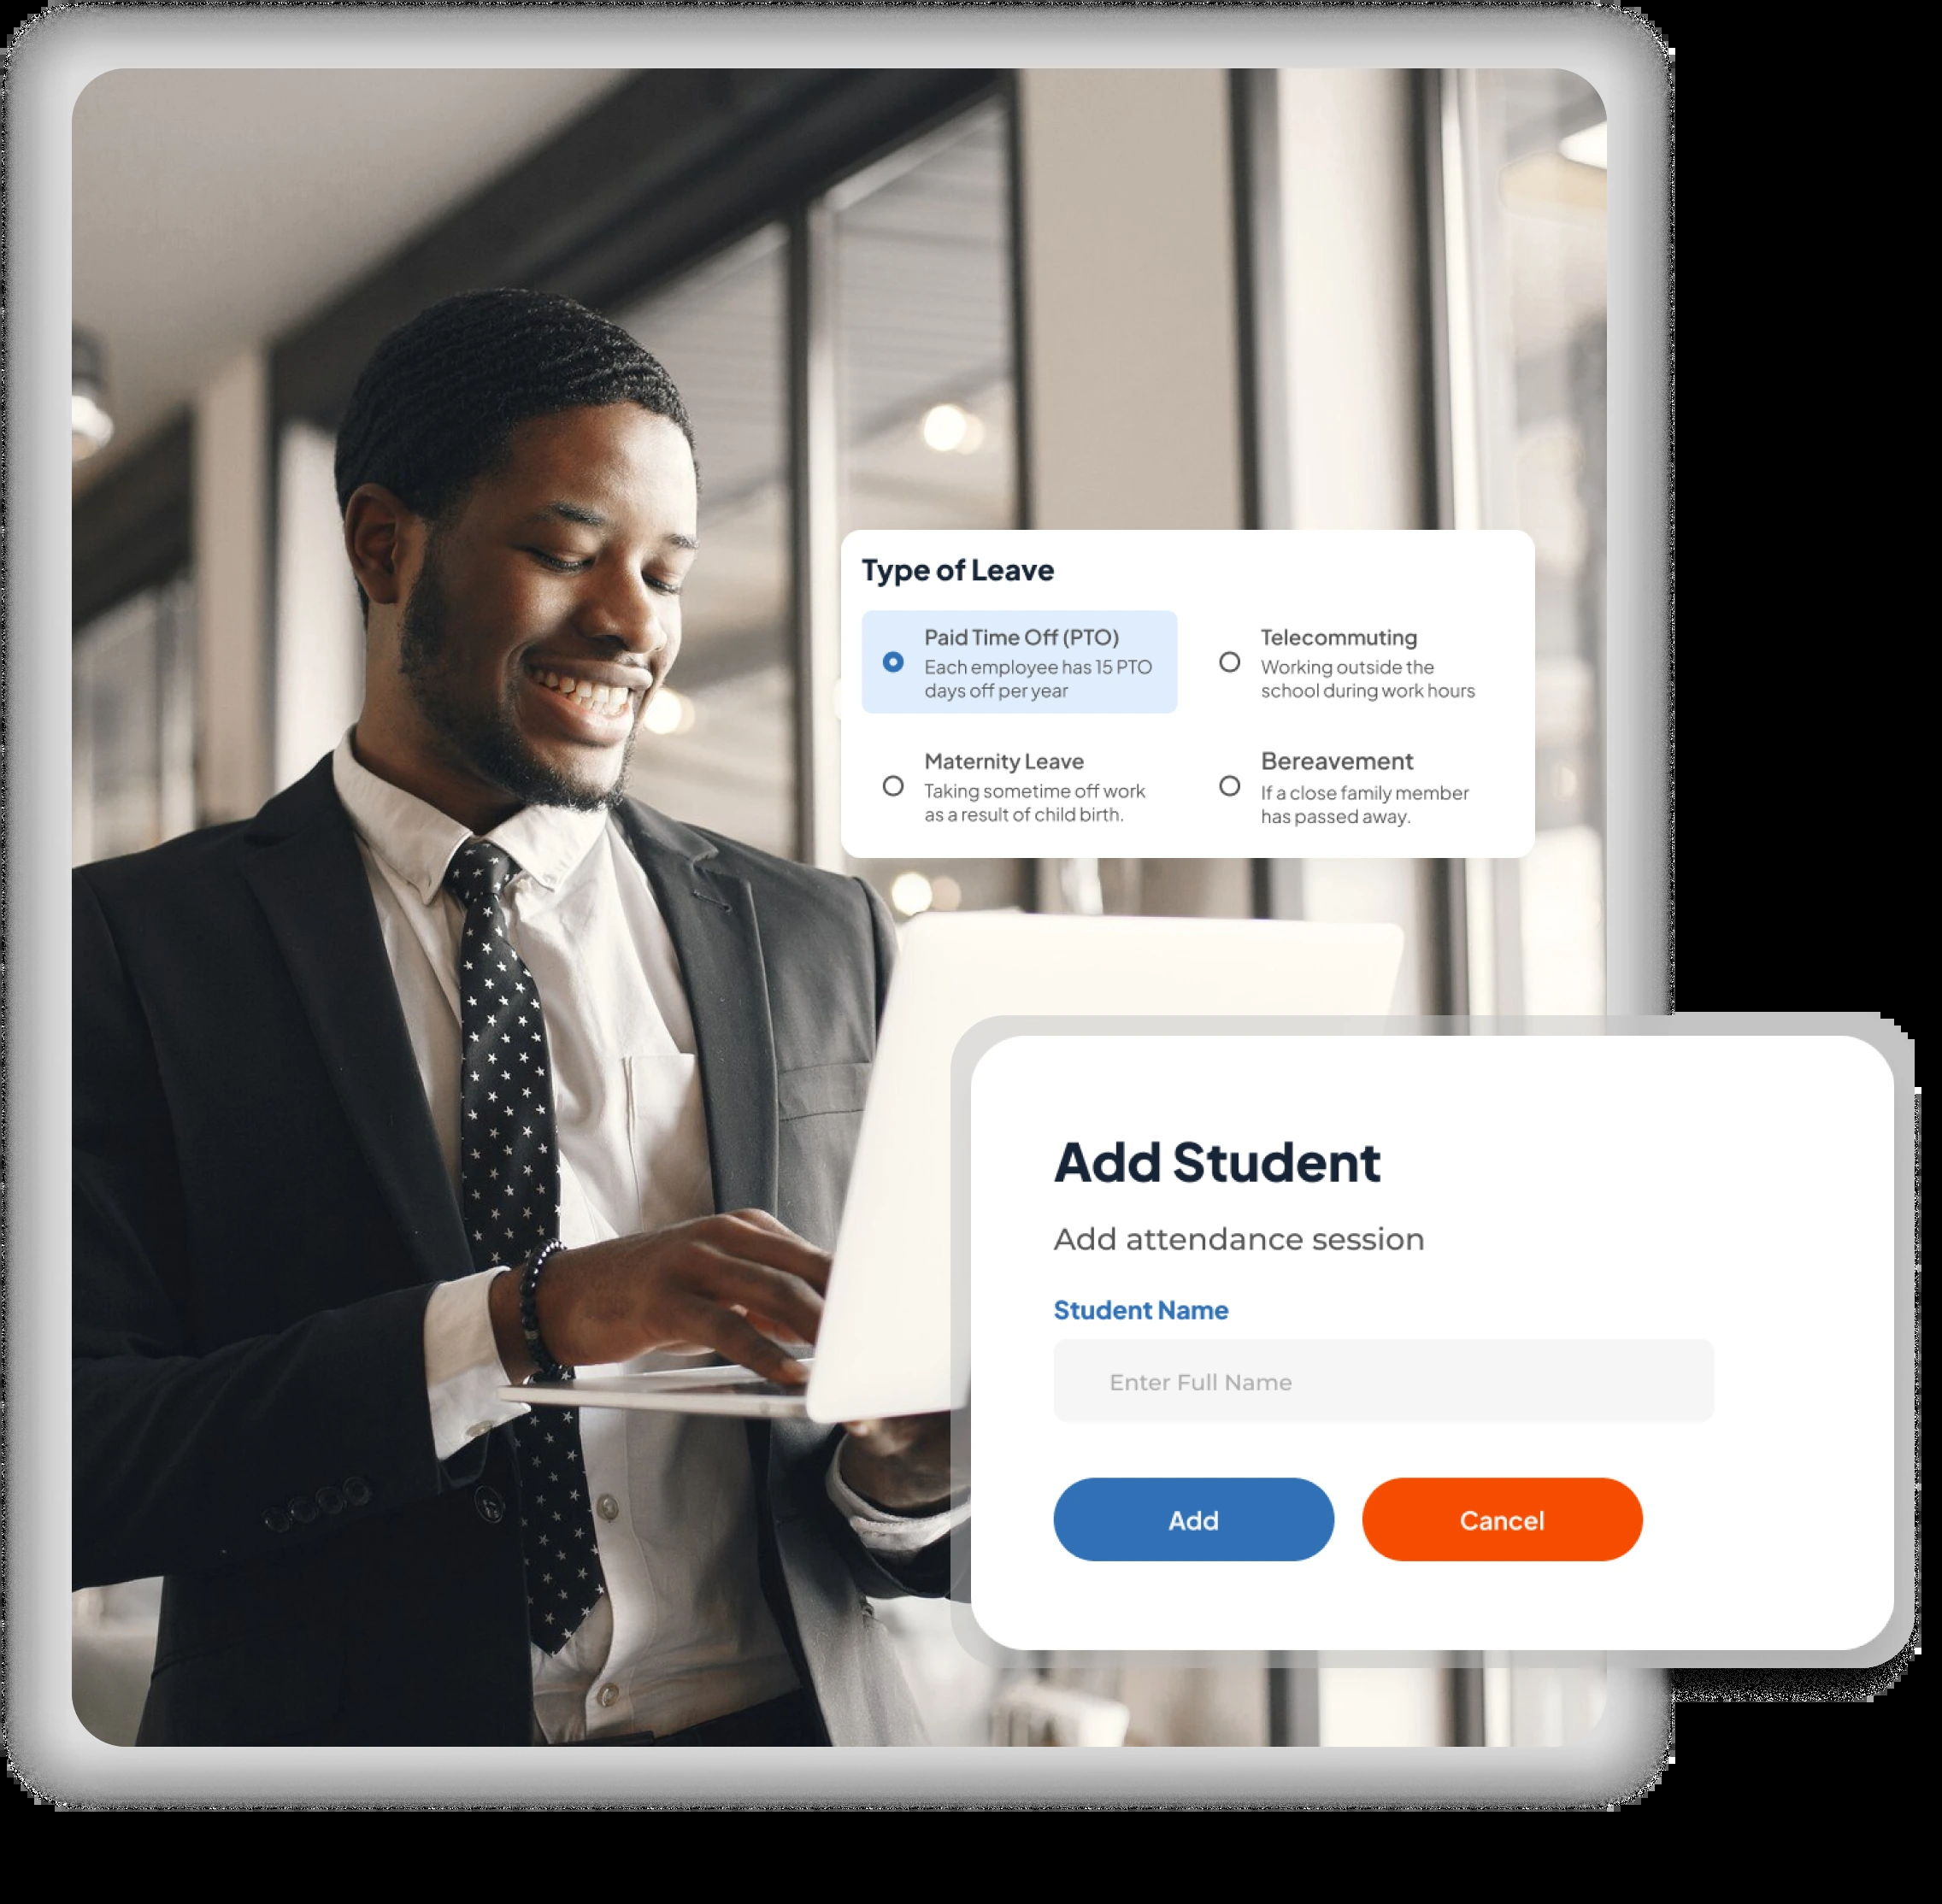 Type of Leave
Paid Time Off (PTO)
Each employee has 15 PTO
days off per year
Telecommuting
Working outside the
school during work hours
Maternity Leave
Taking sometime off work
as a result of child birth.
Bereavement
If a close family member
has passed away.
Add Student
Add attendance session
Student Name
Enter Full Name
Add
Cancel